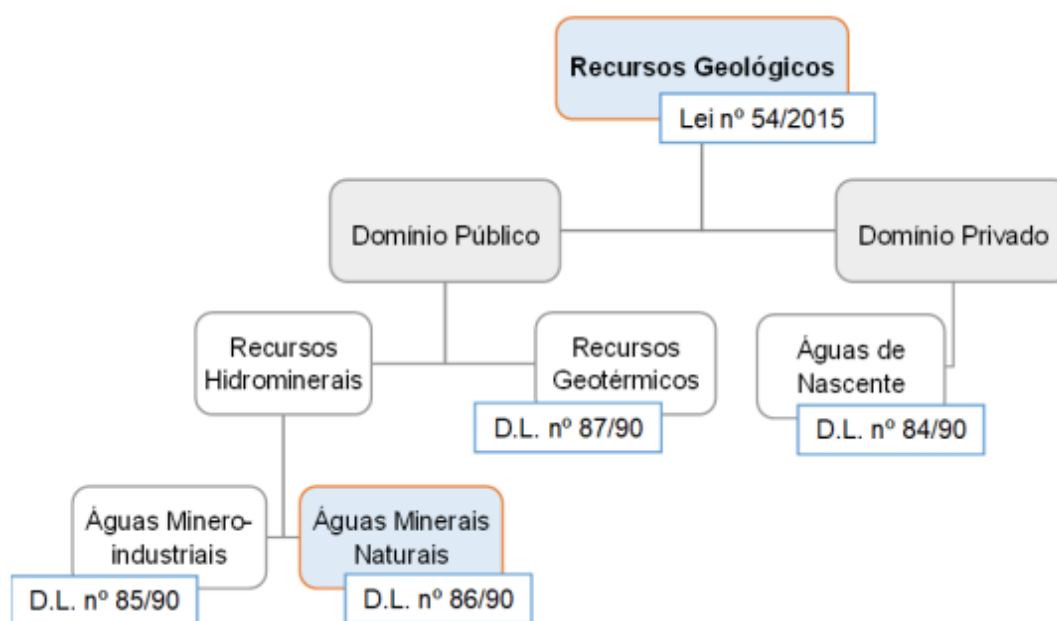 Recursos Geológicos
Lei nº 54/2015
Domínio Público
Domínio Privado
Recursos
Hidrominerais
Recursos
Geotérmicos
D.L. nº 87/90
Águas de
Nascente
D.L. nº 84/90
Águas Minero-
industriais
D.L. nº 85/90
Águas Minerais
Naturais
D.L. nº 86/90